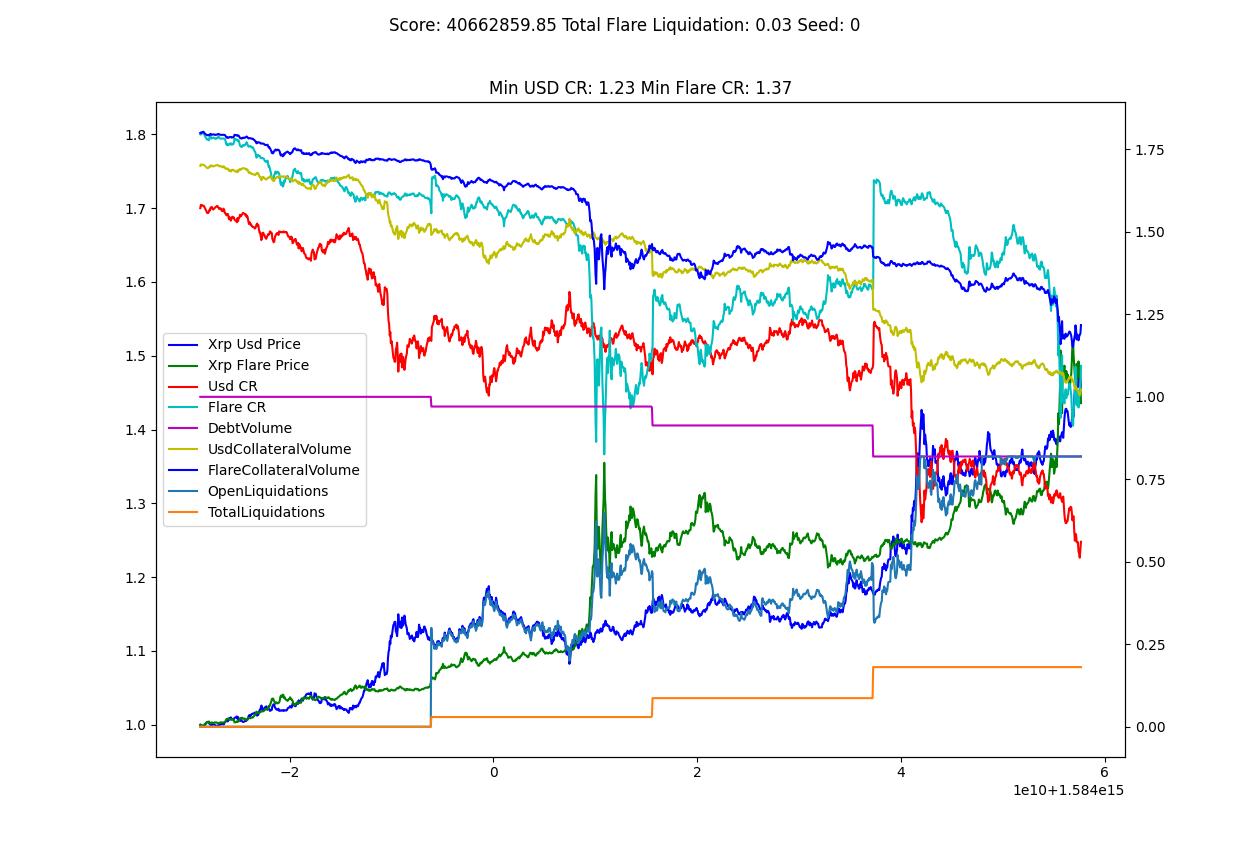 Score: 40662859.85 Total Flare Liquidation: 0.03 Seed: 0
Min USD CR: 1.23 Min Flare CR: 1.37
1.8
1.7
1.6
1.5
1.4
1.3
1.2
1.1
1.0
Xrp Usd Price
Xrp Flare Price
Usd CR
Flare CR
DebtVolume
UsdCollateralVolume
FlareCollateralVolume
OpenLiquidations
TotalLiquidations
1.75
1.50
1.25
1.00
0.75
0.50
0.25
0.00
−2 0 2 4 6
1e10+1.584e15